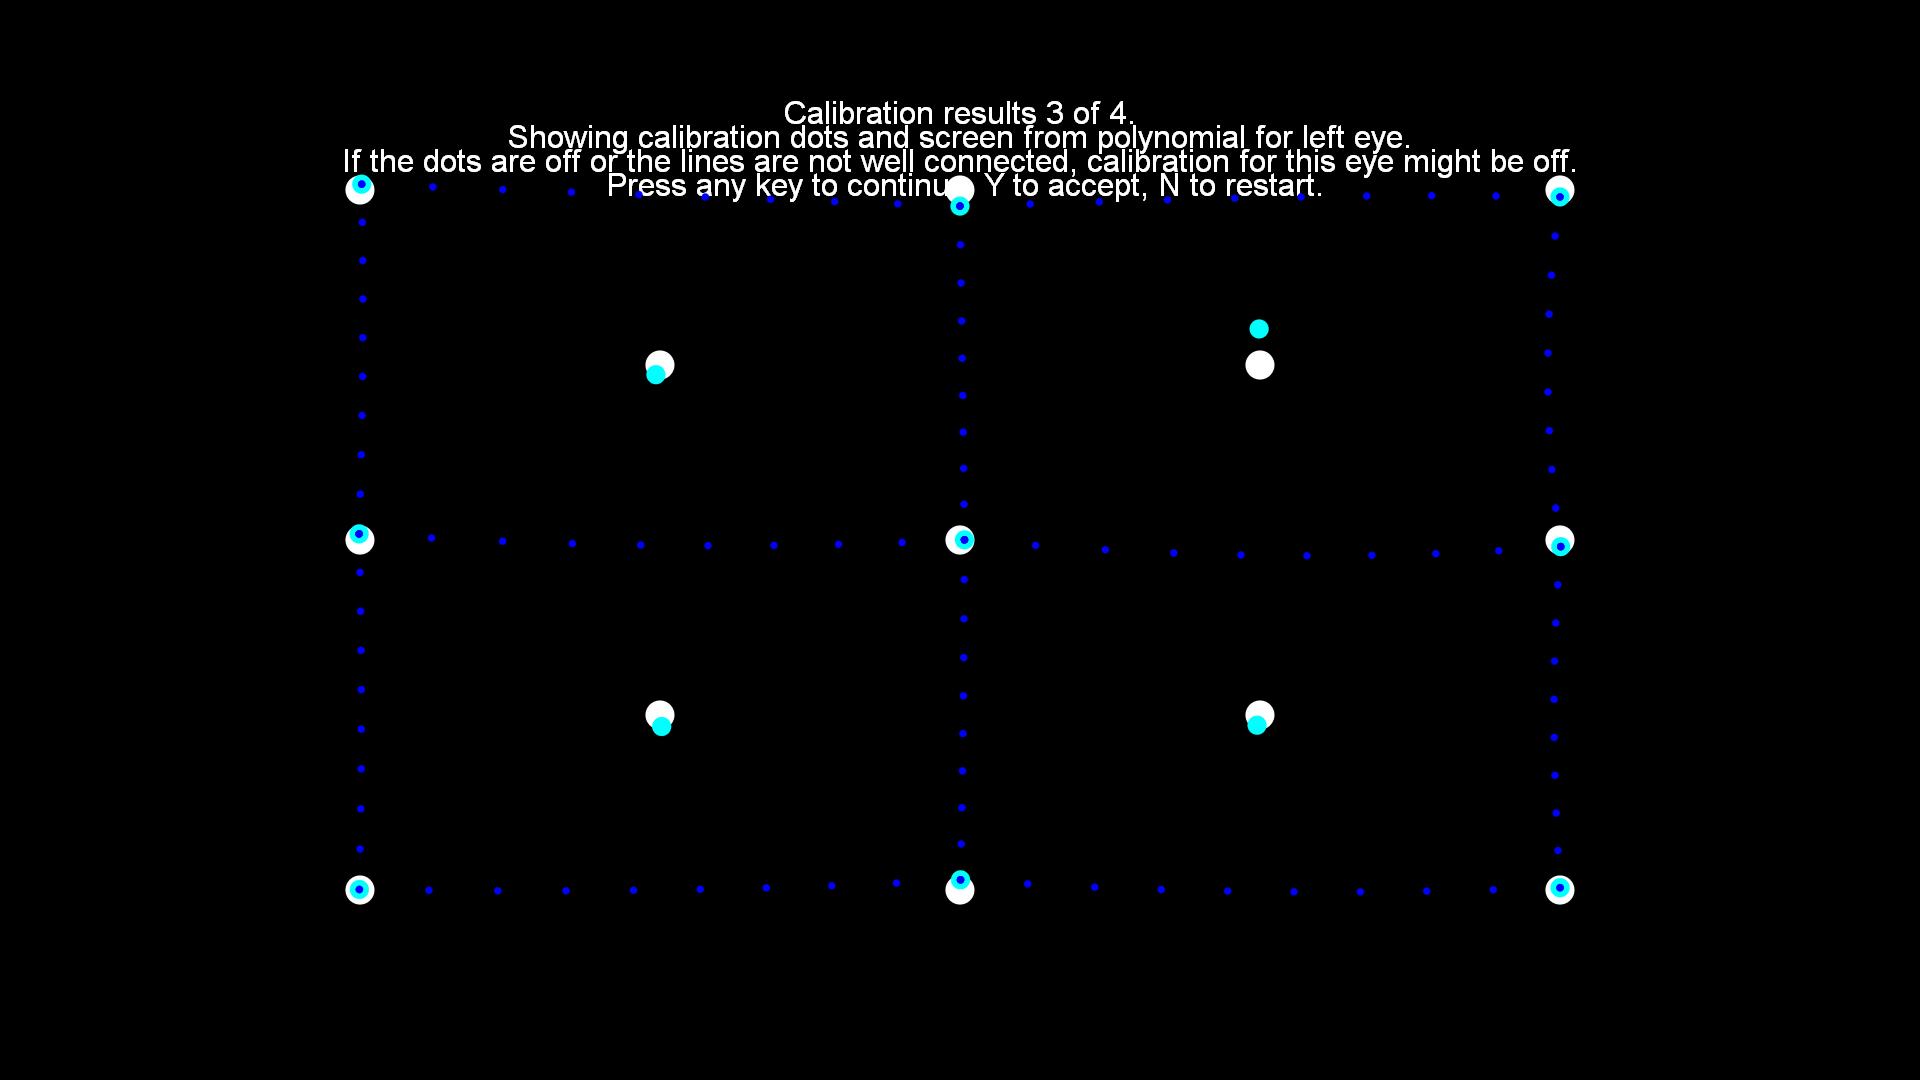 Calibration results 3 of 4.
Showing calibration dots and screen from polynomial for left eye.
If the dots are off or the lines are not well connected, calibration for this eye might be off.
Press any key to continu Y to accept, N to restart.